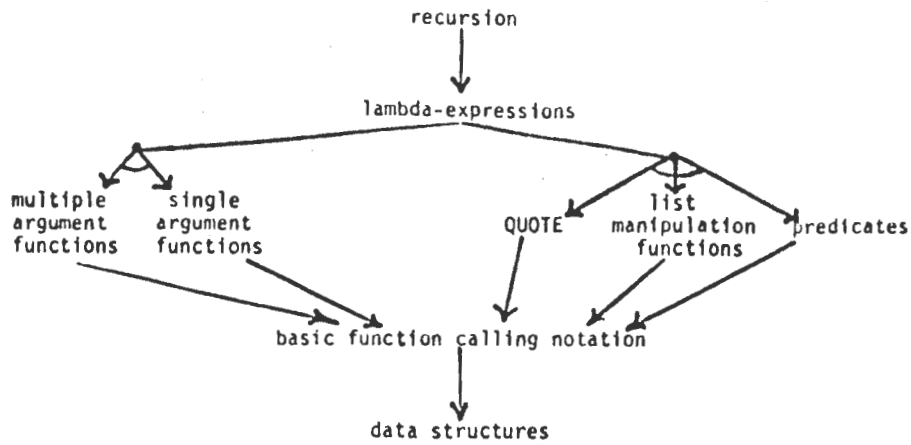 recursion
lambda-expressions
multiple
argument
functions
single
argument
functions
QUOTE
list
manipulation
functions
predicates
basic function calling notation
data structures